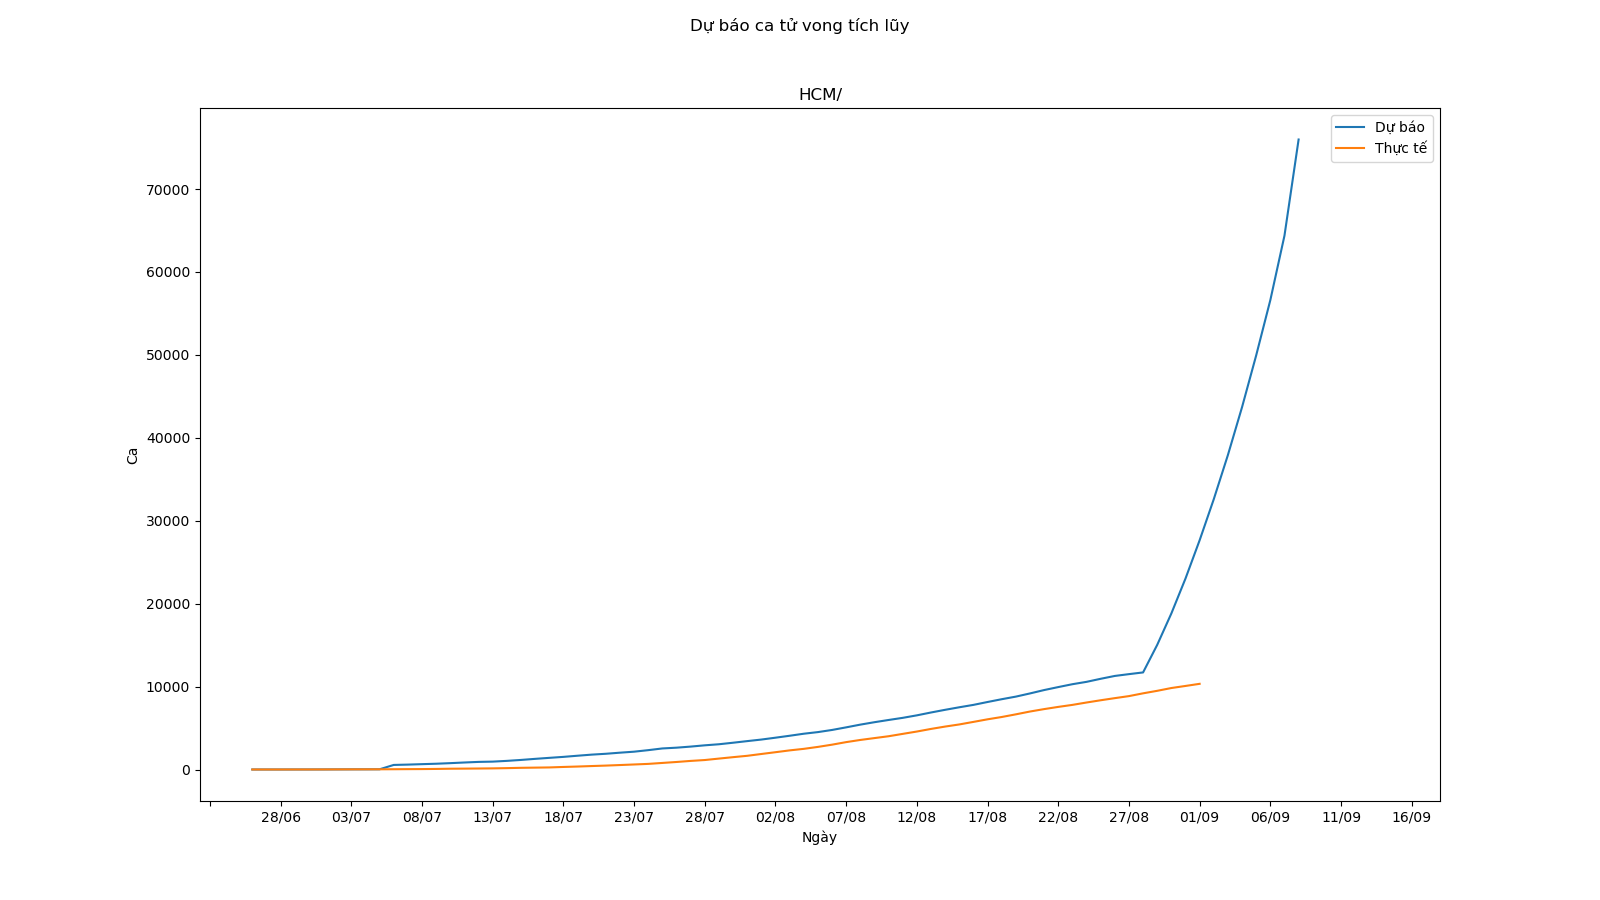 Dự báo ca tử vong tích lũy
HCM/
Dự báo
Thực tế
70000
60000
50000
40000
30000
20000
10000
0
Ca
28/06 03/07 08/07 13/07 18/07 23/07 28/07 02/08 07/08 12/08 17/08 22/08 27/08 01/09 06/09 11/09 16/09
Ngày